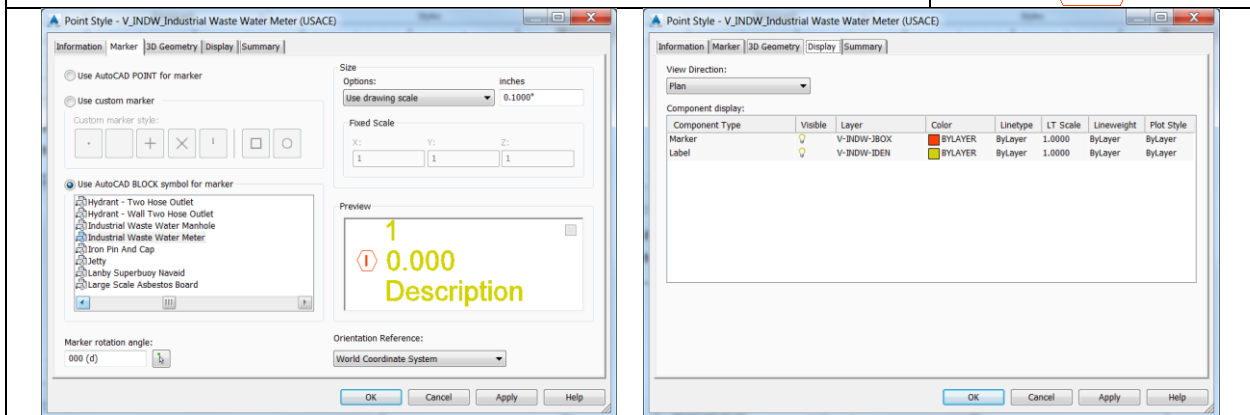 Point Style - V_INDW_Industrial Waste Water Meter (USACE)
Information
Marker
3D Geometry
Display
Summary
Use AutoCAD POINT for marker
Use custom marker
Custom marker style:
Use AutoCAD BLOCK symbol for marker
Hydrant - Two Hose Outlet
Hydrant - Wall Two Hose Outlet
Industrial Waste Water Manhole
Industrial Waste Water Meter
Iron Pin And Cap
Jetty
Lanby Superbuoy Navaid
Large Scale Asbestos Board
Marker rotation angle:
000 (d)
Size
Options:
inches
Use drawing scale
0.1000"
Fixed Scale
X:
Y:
Z:
1
1
1
Preview
1
I 0.000
Description
Orientation Reference:
World Coordinate System
OK
Cancel
Apply
Help
Point Style - V_INDW_Industrial Waste Water Meter (USACE)
Information
Marker
3D Geometry
Display
Summary
View Direction:
Plan
Component display:
Component Type Visible Layer Color Linetype LT Scale Lineweight Plot Style
Marker V-INDW-JBOX BYLAYER ByLayer 1.0000 ByLayer ByLayer
Label V-INDW-IDEN BYLAYER ByLayer 1.0000 ByLayer ByLayer
OK
Cancel
Apply
Help